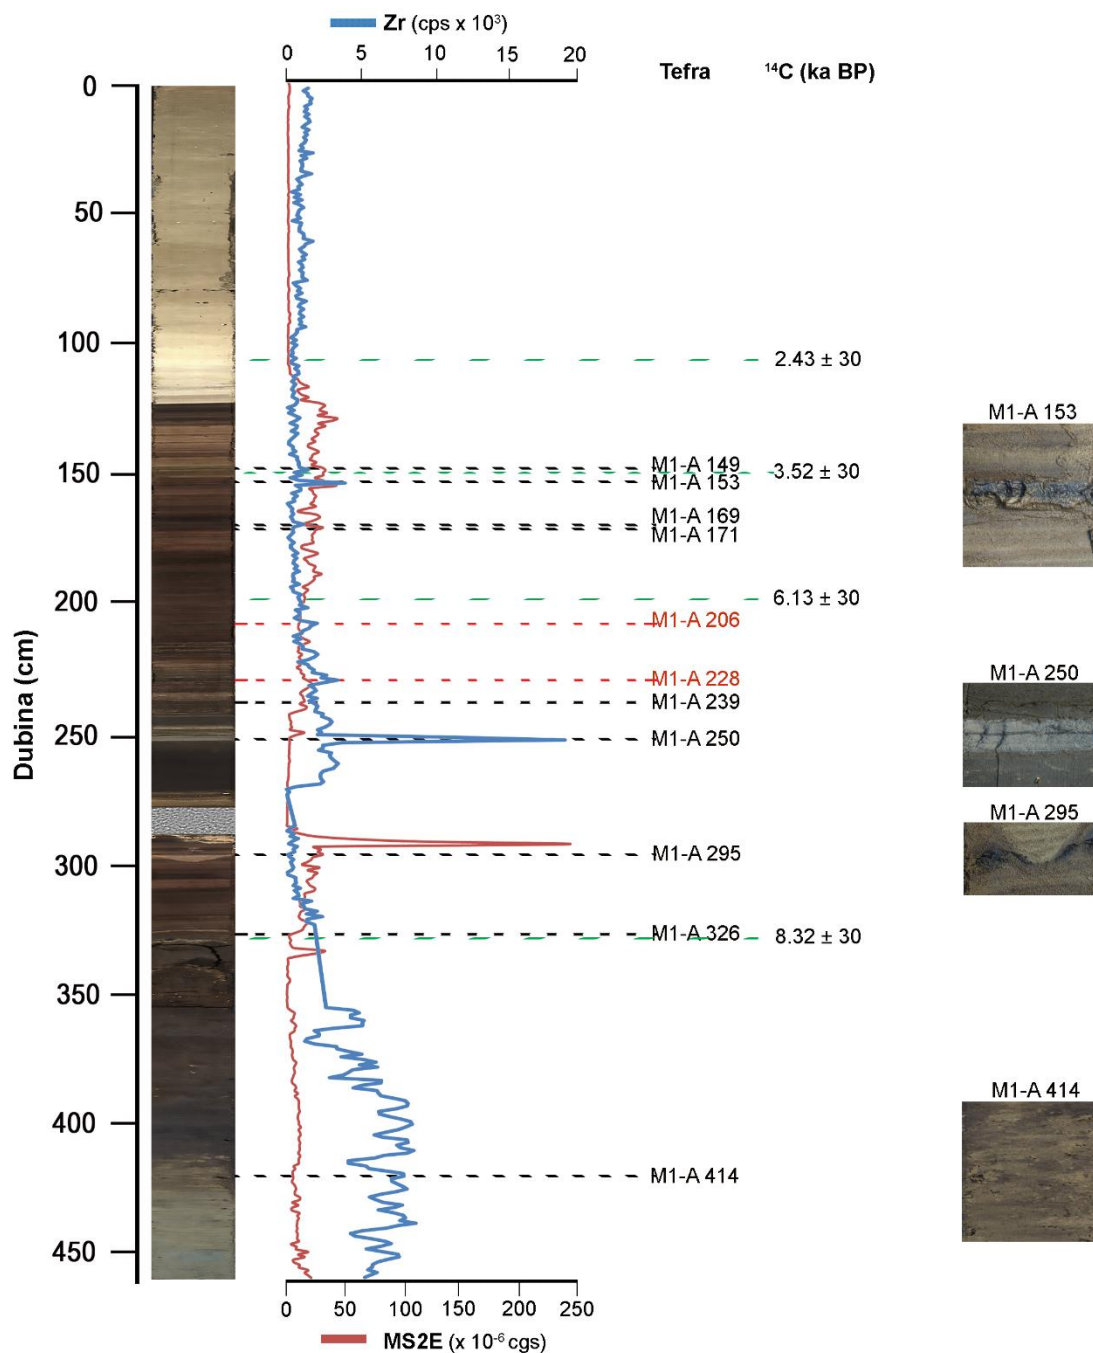 Zr (cps x 10³)
0 5 10 15 20
Tefra
¹⁴C (ka BP)
Dubina (cm)
0
50
100
150
200
250
300
350
400
450
2.43 ± 30
M1-A 149
3.52 ± 30
M1-A 153
M1-A 169
M1-A 171
6.13 ± 30
M1-A 206
M1-A 228
M1-A 239
M1-A 250
M1-A 295
M1-A 326
8.32 ± 30
M1-A 414
M1-A 153
M1-A 250
M1-A 295
M1-A 414
0 50 100 150 200 250
MS2E (x 10⁻⁶ cgs)